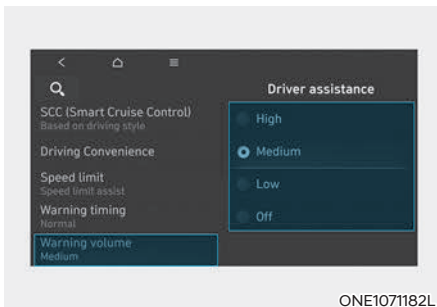 Driver assistance
SCC (Smart Cruise Control)
Based on driving style
Driving Convenience
Speed limit
Speed limit assist
Warning timing
Normal
Warning volume
Medium
High
Medium
Low
Off
ONE1071182L